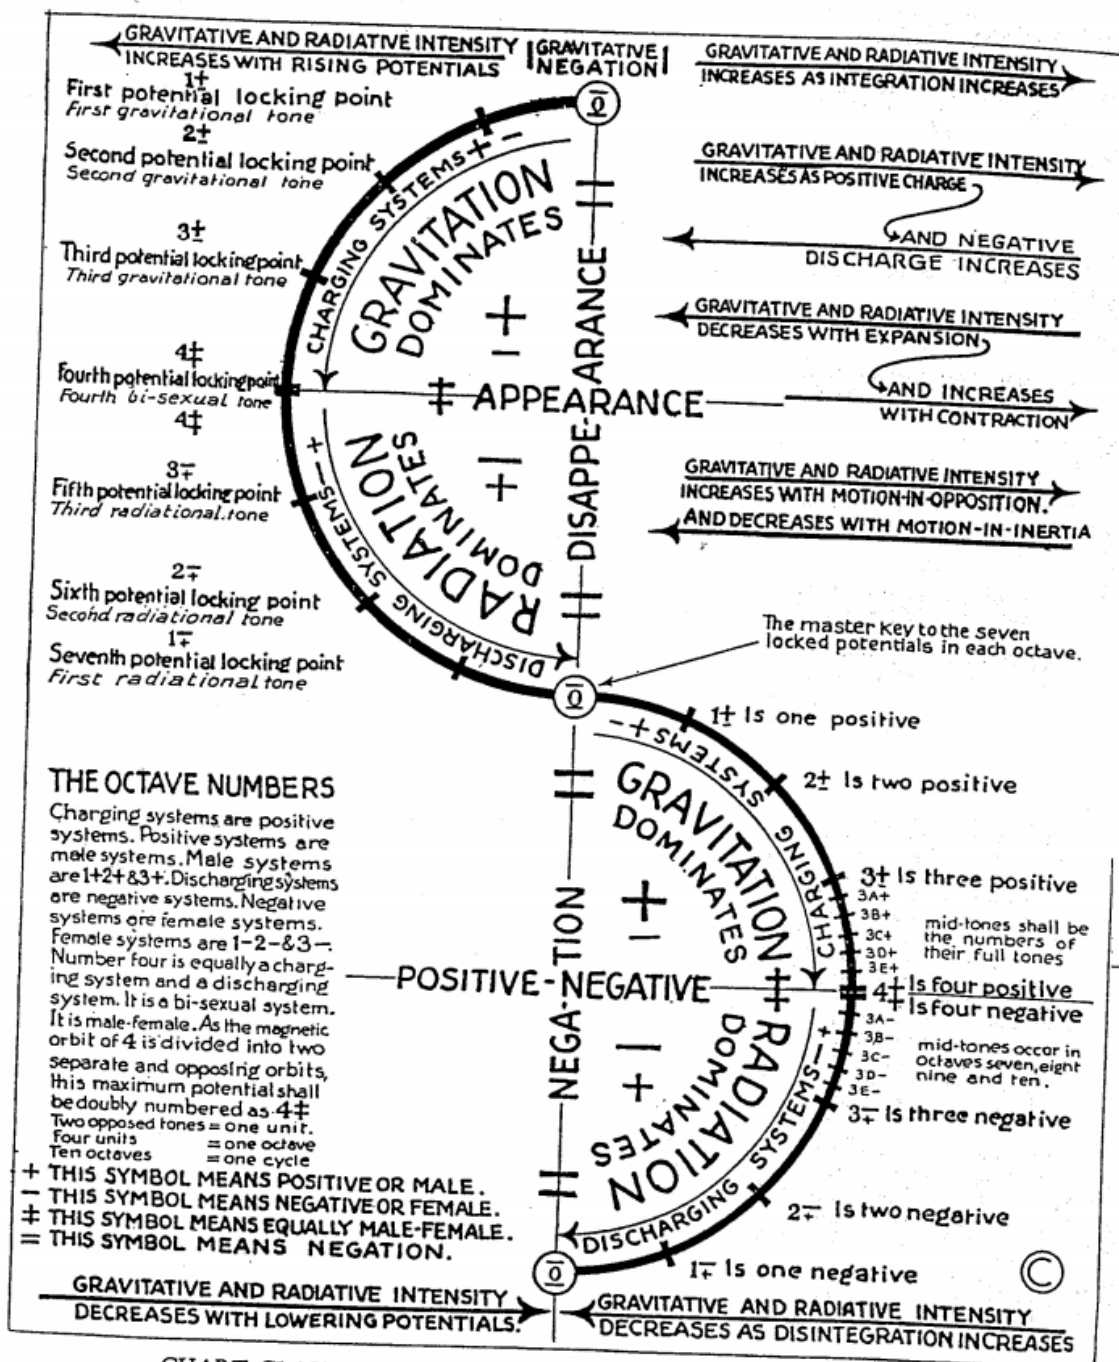 GRAVITATIVE AND RADIATIVE INTENSITY
INCREASES WITH RISING POTENTIALS
GRAVITATIVE
NEGATION
GRAVITATIVE AND RADIATIVE INTENSITY
INCREASES AS INTEGRATION INCREASES
0
1±
First potential locking point
First gravitational tone
2±
Second potential locking point
Second gravitational tone
3±
Third potential locking point
Third gravitational tone
4‡
Fourth potential locking point
Fourth bi-sexual tone
4‡
3∓
Fifth potential locking point
Third radiational tone
2∓
Sixth potential locking point
Second radiational tone
1∓
Seventh potential locking point
First radiational tone
CHARGING SYSTEMS + −
GRAVITATION
DOMINATES
+
−
DISAPPE-ARANCE
‡ APPEARANCE
−
+
RADIATION
DOMINATES
DISCHARGING SYSTEMS − +
GRAVITATIVE AND RADIATIVE INTENSITY
INCREASES AS POSITIVE CHARGE
AND NEGATIVE
DISCHARGE INCREASES
GRAVITATIVE AND RADIATIVE INTENSITY
DECREASES WITH EXPANSION,
AND INCREASES
WITH CONTRACTION
GRAVITATIVE AND RADIATIVE INTENSITY
INCREASES WITH MOTION-IN-OPPOSITION.
AND DECREASES WITH MOTION-IN-INERTIA
The master key to the seven
locked potentials in each octave.
0
1± Is one positive
2± Is two positive
3± Is three positive
3A+
3B+
3C+
3D+
3E+
mid-tones shall be
the numbers of
their full tones
4‡ Is four positive
Is four negative
3A-
3B-
3C-
3D-
3E-
mid-tones occur in
octaves seven, eight
nine and ten.
3∓ Is three negative
2∓ Is two negative
1∓ Is one negative
CHARGING SYSTEMS + −
GRAVITATION
DOMINATES
+
−
NEGA-TION
POSITIVE-NEGATIVE ‡
−
+
RADIATION
DOMINATES
DISCHARGING SYSTEMS − +
0
THE OCTAVE NUMBERS
Charging systems are positive
systems. Positive systems are
male systems. Male systems
are 1+2+&3+. Discharging systems
are negative systems. Negative
systems are female systems.
Female systems are 1-2-&3-.
Number four is equally a charg-
ing system and a discharging
system. It is a bi-sexual system.
It is male-female. As the magnetic
orbit of 4 is divided into two
separate and opposing orbits,
this maximum potential shall
be doubly numbered as 4‡
Two opposed tones = one unit.
Four units = one octave
Ten octaves = one cycle
+ THIS SYMBOL MEANS POSITIVE OR MALE.
− THIS SYMBOL MEANS NEGATIVE OR FEMALE.
‡ THIS SYMBOL MEANS EQUALLY MALE-FEMALE.
= THIS SYMBOL MEANS NEGATION.
©
GRAVITATIVE AND RADIATIVE INTENSITY
DECREASES WITH LOWERING POTENTIALS.
GRAVITATIVE AND RADIATIVE INTENSITY
DECREASES AS DISINTEGRATION INCREASES